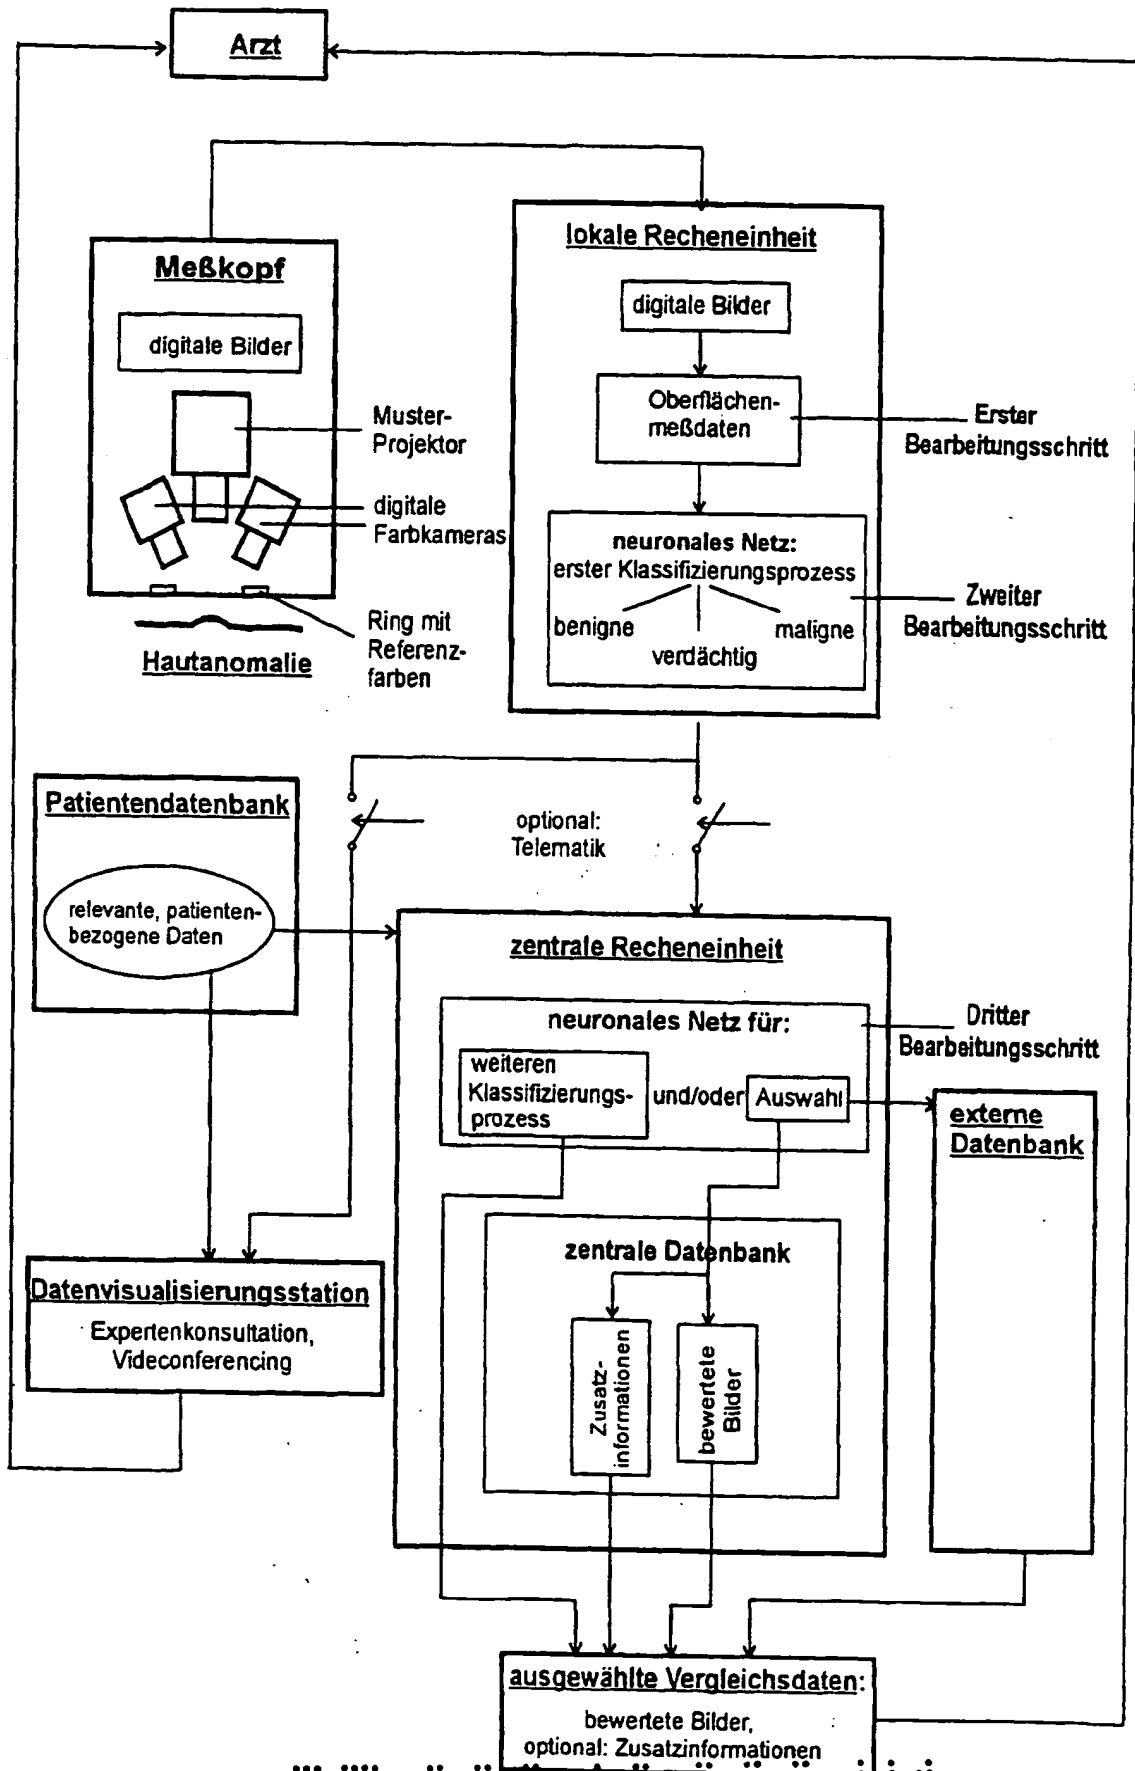 Arzt
Meßkopf
digitale Bilder
Muster-
Projektor
digitale
Farbkameras
Ring mit
Referenz-
farben
Hautanomalie
lokale Recheneinheit
digitale Bilder
Oberflächen-
meßdaten
Erster
Bearbeitungsschritt
neuronales Netz:
erster Klassifizierungsprozess
benigne
verdächtig
maligne
Zweiter
Bearbeitungsschritt
Patientendatenbank
relevante, patienten-
bezogene Daten
optional:
Telematik
zentrale Recheneinheit
neuronales Netz für:
weiteren
Klassifizierungs-
prozess
und/oder
Auswahl
Dritter
Bearbeitungsschritt
externe
Datenbank
zentrale Datenbank
Zusatz-
informationen
bewertete
Bilder
Datenvisualisierungsstation
Expertenkonsultation,
Videconferencing
ausgewählte Vergleichsdaten:
bewertete Bilder,
optional: Zusatzinformationen